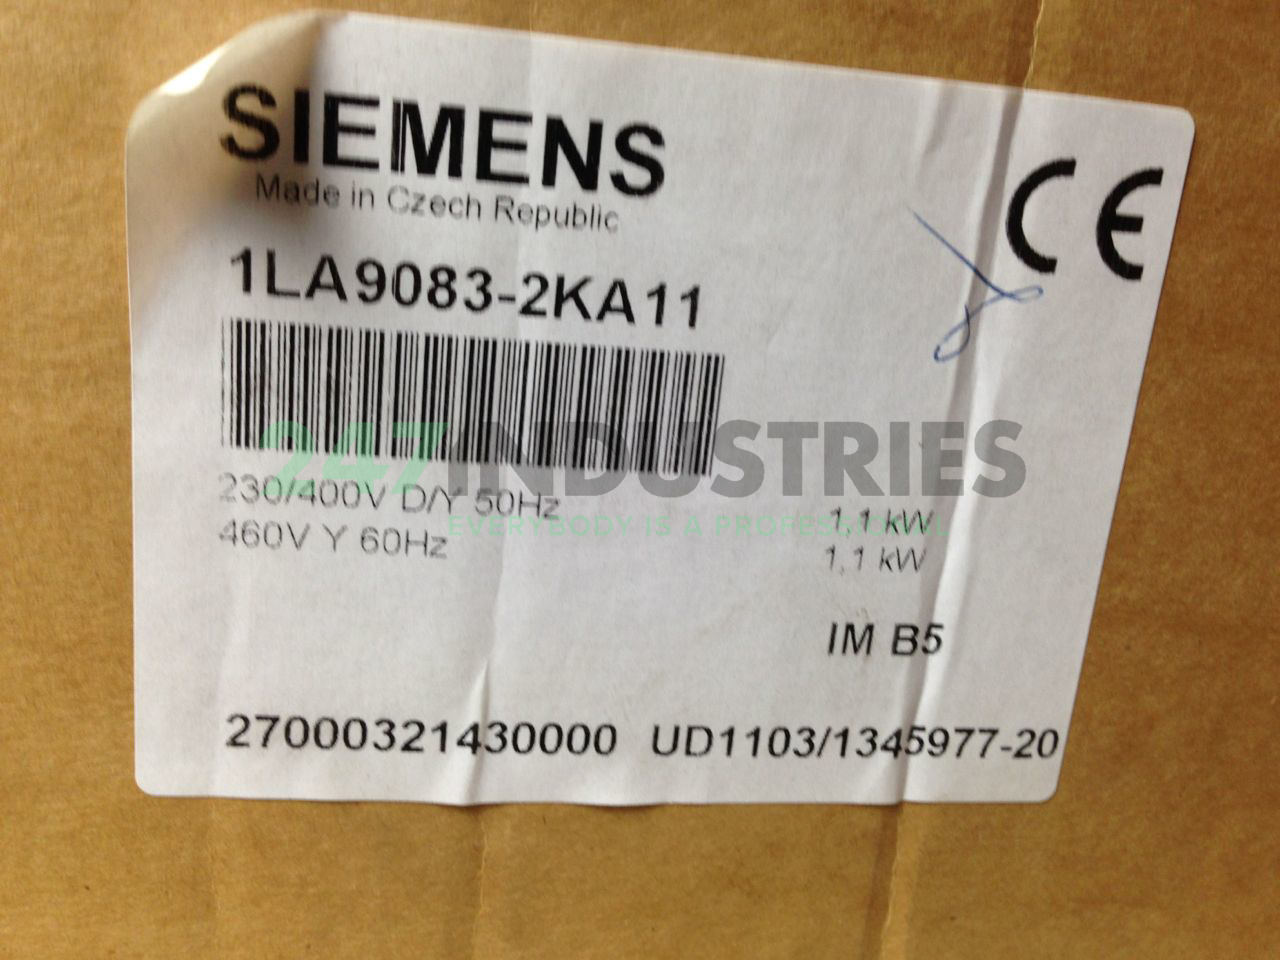 SIEMENS
Made in Czech Republic
CE
1LA9083-2KA11
247INDUSTRIES
EVERYBODY IS A PROFESSIONAL
230/400V D/Y 50Hz 1,1 kW
460V Y 60Hz 1,1 kW
IM B5
27000321430000 UD1103/1345977-20